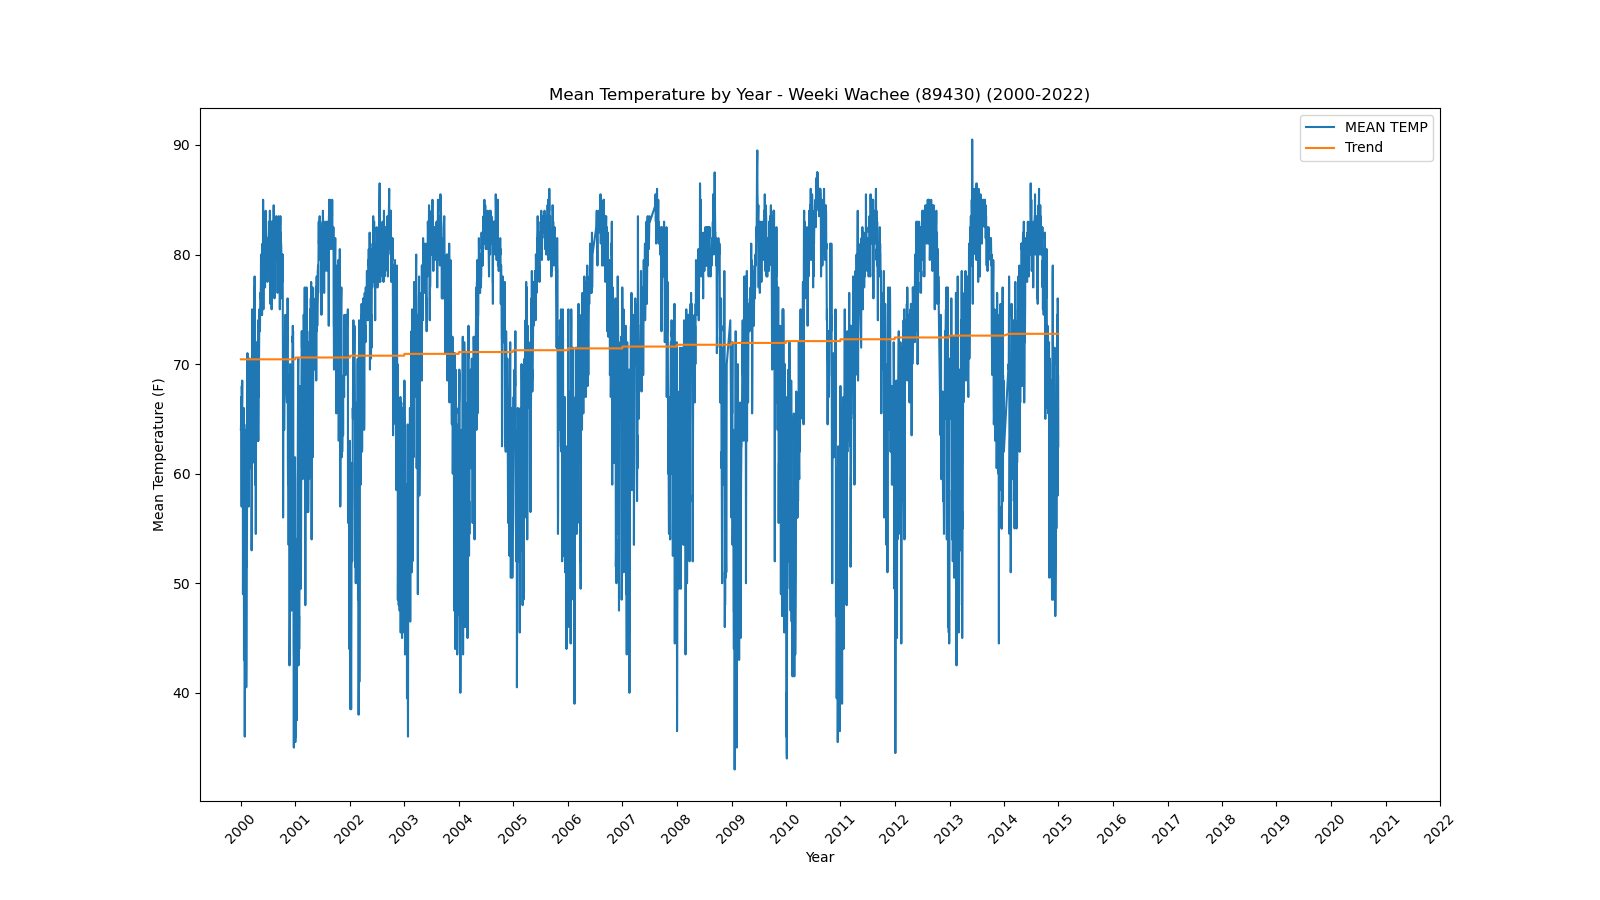 Mean Temperature by Year - Weeki Wachee (89430) (2000-2022)
MEAN TEMP
Trend
90
80
70
60
50
40
Mean Temperature (F)
2000 2001 2002 2003 2004 2005 2006 2007 2008 2009 2010 2011 2012 2013 2014 2015 2016 2017 2018 2019 2020 2021 2022
Year